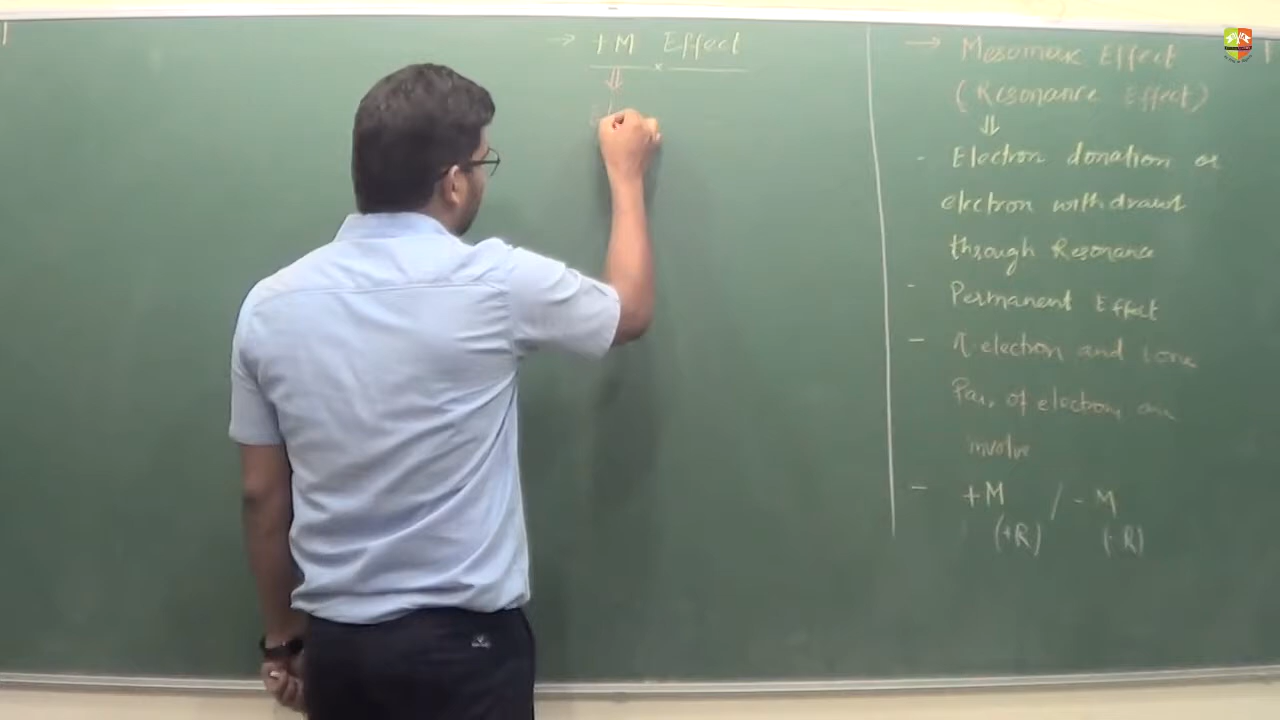 → +M Effect
→ Mesomeric Effect
(Resonance Effect)
- Electron donation or
electron withdrawl
through Resonance
- Permanent Effect
- π electron and Lone
Pair of electron are
involve
- +M / - M
(+R) (-R)